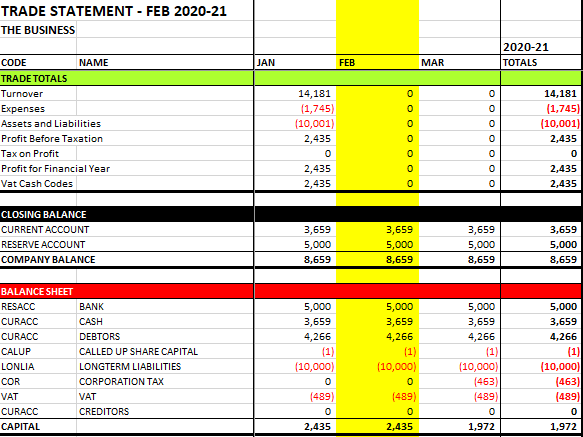 TRADE STATEMENT - FEB 2020-21
THE BUSINESS
2020-21
CODE NAME JAN FEB MAR TOTALS
TRADE TOTALS
Turnover 14,181 0 0 14,181
Expenses (1,745) 0 0 (1,745)
Assets and Liabilities (10,001) 0 0 (10,001)
Profit Before Taxation 2,435 0 0 2,435
Tax on Profit 0 0 0 0
Profit for Financial Year 2,435 0 0 2,435
Vat Cash Codes 2,435 0 0 2,435
CLOSING BALANCE
CURRENT ACCOUNT 3,659 3,659 3,659 3,659
RESERVE ACCOUNT 5,000 5,000 5,000 5,000
COMPANY BALANCE 8,659 8,659 8,659 8,659
BALANCE SHEET
RESACC BANK 5,000 5,000 5,000 5,000
CURACC CASH 3,659 3,659 3,659 3,659
CURACC DEBTORS 4,266 4,266 4,266 4,266
CALUP CALLED UP SHARE CAPITAL (1) (1) (1) (1)
LONLIA LONGTERM LIABILITIES (10,000) (10,000) (10,000) (10,000)
COR CORPORATION TAX 0 0 (463) (463)
VAT VAT (489) (489) (489) (489)
CURACC CREDITORS 0 0 0 0
CAPITAL 2,435 2,435 1,972 1,972